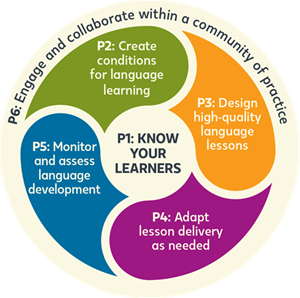 P6: Engage and collaborate within a community of practice
P2: Create
conditions
for language
learning
P3: Design
high-quality
language
lessons
P1: KNOW
YOUR
LEARNERS
P5: Monitor
and assess
language
development
P4: Adapt
lesson delivery
as needed